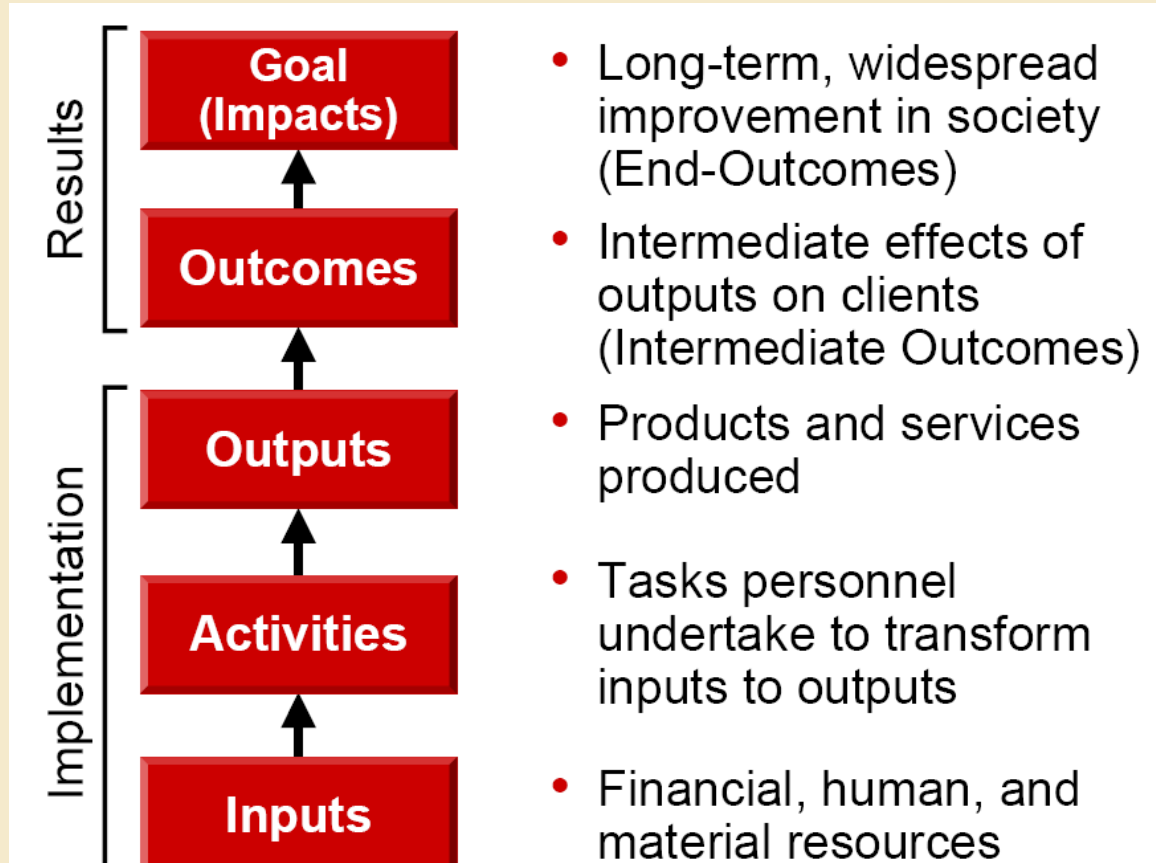 Results
Goal
(Impacts)
• Long-term, widespread
improvement in society
(End-Outcomes)
Outcomes
• Intermediate effects of
outputs on clients
(Intermediate Outcomes)
Implementation
Outputs
• Products and services
produced
Activities
• Tasks personnel
undertake to transform
inputs to outputs
Inputs
• Financial, human, and
material resources